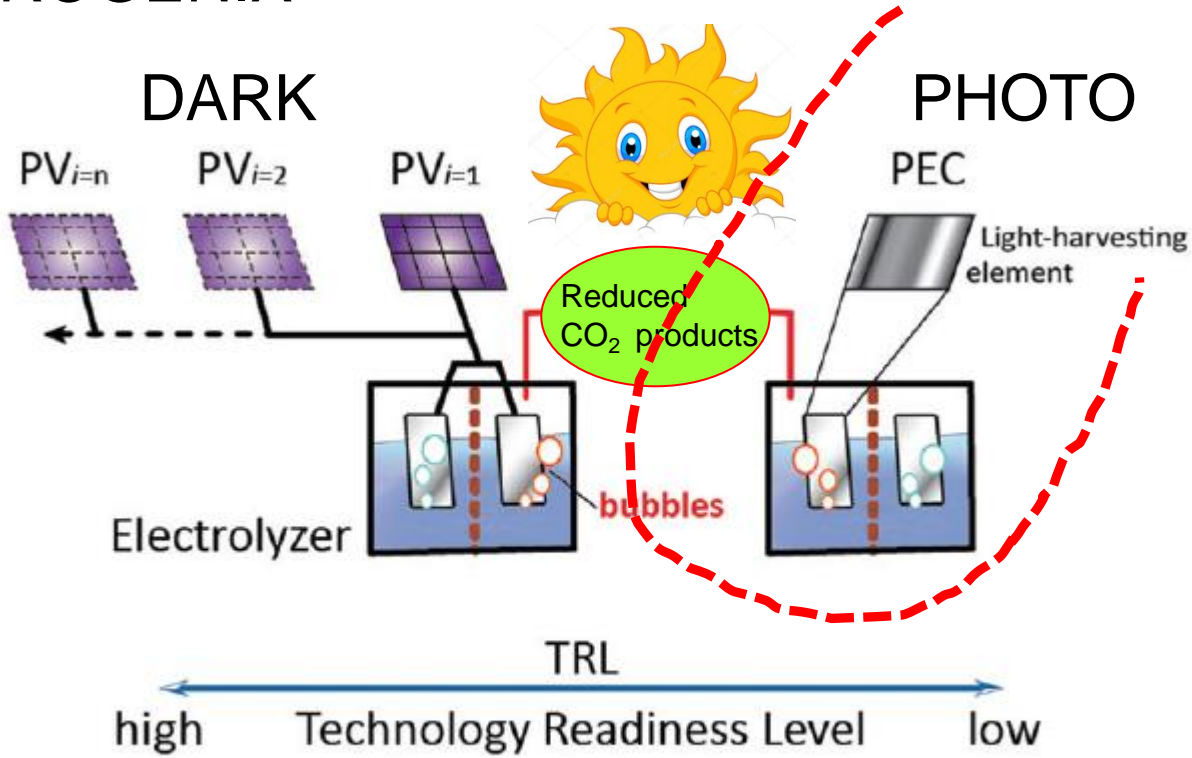 DARK
PHOTO
PVi=n
PVi=2
PVi=1
PEC
Light-harvesting
element
Reduced
CO₂ products
bubbles
Electrolyzer
TRL
high
Technology Readiness Level
low